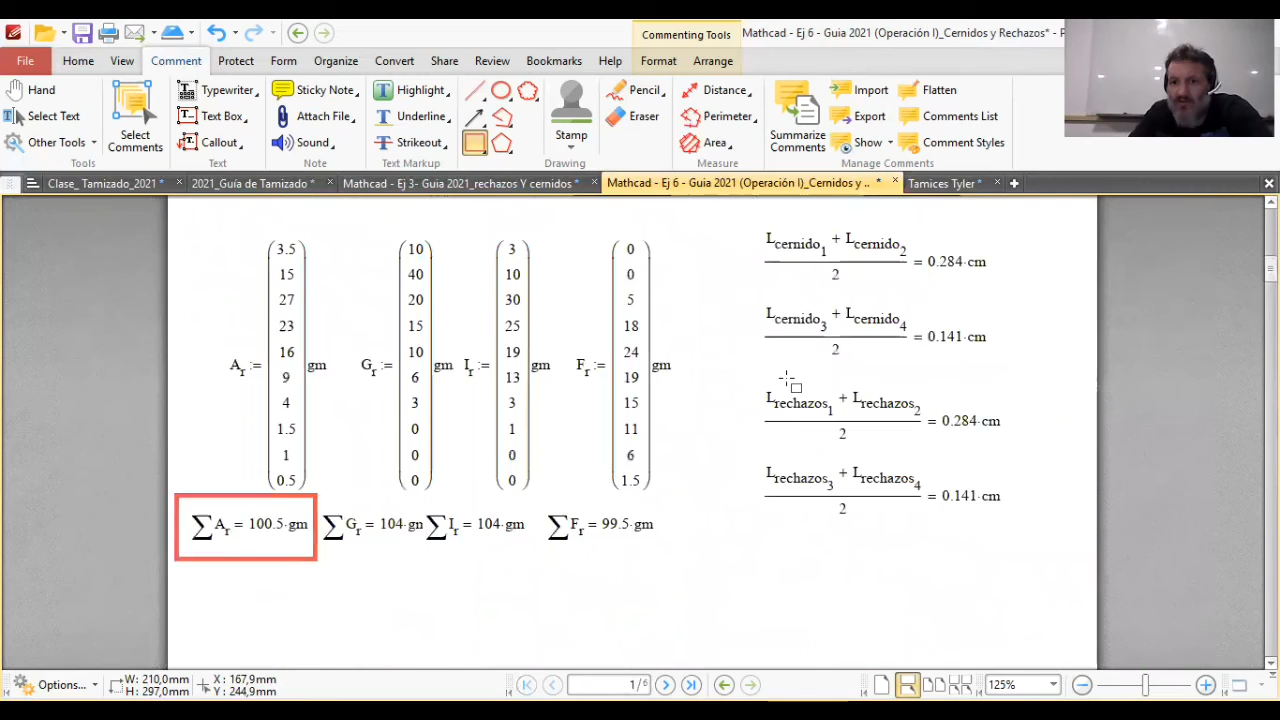 Commenting Tools
Mathcad - Ej 6 - Guia 2021 (Operación I)_Cernidos y Rechazos* - P
File Home View Comment Protect Form Organize Convert Share Review Bookmarks Help Format Arrange
Hand
Select Text
Other Tools
Tools
Select Comments
Typewriter
Text Box
Callout
Text
Sticky Note
Attach File
Sound
Note
Highlight
Underline
Strikeout
Text Markup
Pencil
Eraser
Drawing
Stamp
Distance
Perimeter
Area
Measure
Summarize Comments
Import
Export
Show
Flatten
Comments List
Comment Styles
Manage Comments
Clase_ Tamizado_2021 * 2021_Guía de Tamizado * Mathcad - Ej 3- Guia 2021_rechazos Y cernidos * Mathcad - Ej 6 - Guia 2021 (Operación I)_Cernidos y .. * Tamices Tyler *
A_r := (3.5 15 27 23 16 9 4 1.5 1 0.5) gm
G_r := (10 40 20 15 10 6 3 0 0 0) gm
I_r := (3 10 30 25 19 13 3 1 0 0) gm
F_r := (0 0 5 18 24 19 15 11 6 1.5) gm
∑ A_r = 100.5·gm
∑ G_r = 104·gn
∑ I_r = 104·gm
∑ F_r = 99.5·gm
(L_cernido_1 + L_cernido_2) / 2 = 0.284·cm
(L_cernido_3 + L_cernido_4) / 2 = 0.141·cm
(L_rechazos_1 + L_rechazos_2) / 2 = 0.284·cm
(L_rechazos_3 + L_rechazos_4) / 2 = 0.141·cm
Options...
W: 210,0mm
H: 297,0mm
X: 167,9mm
Y: 244,9mm
1/6
125%